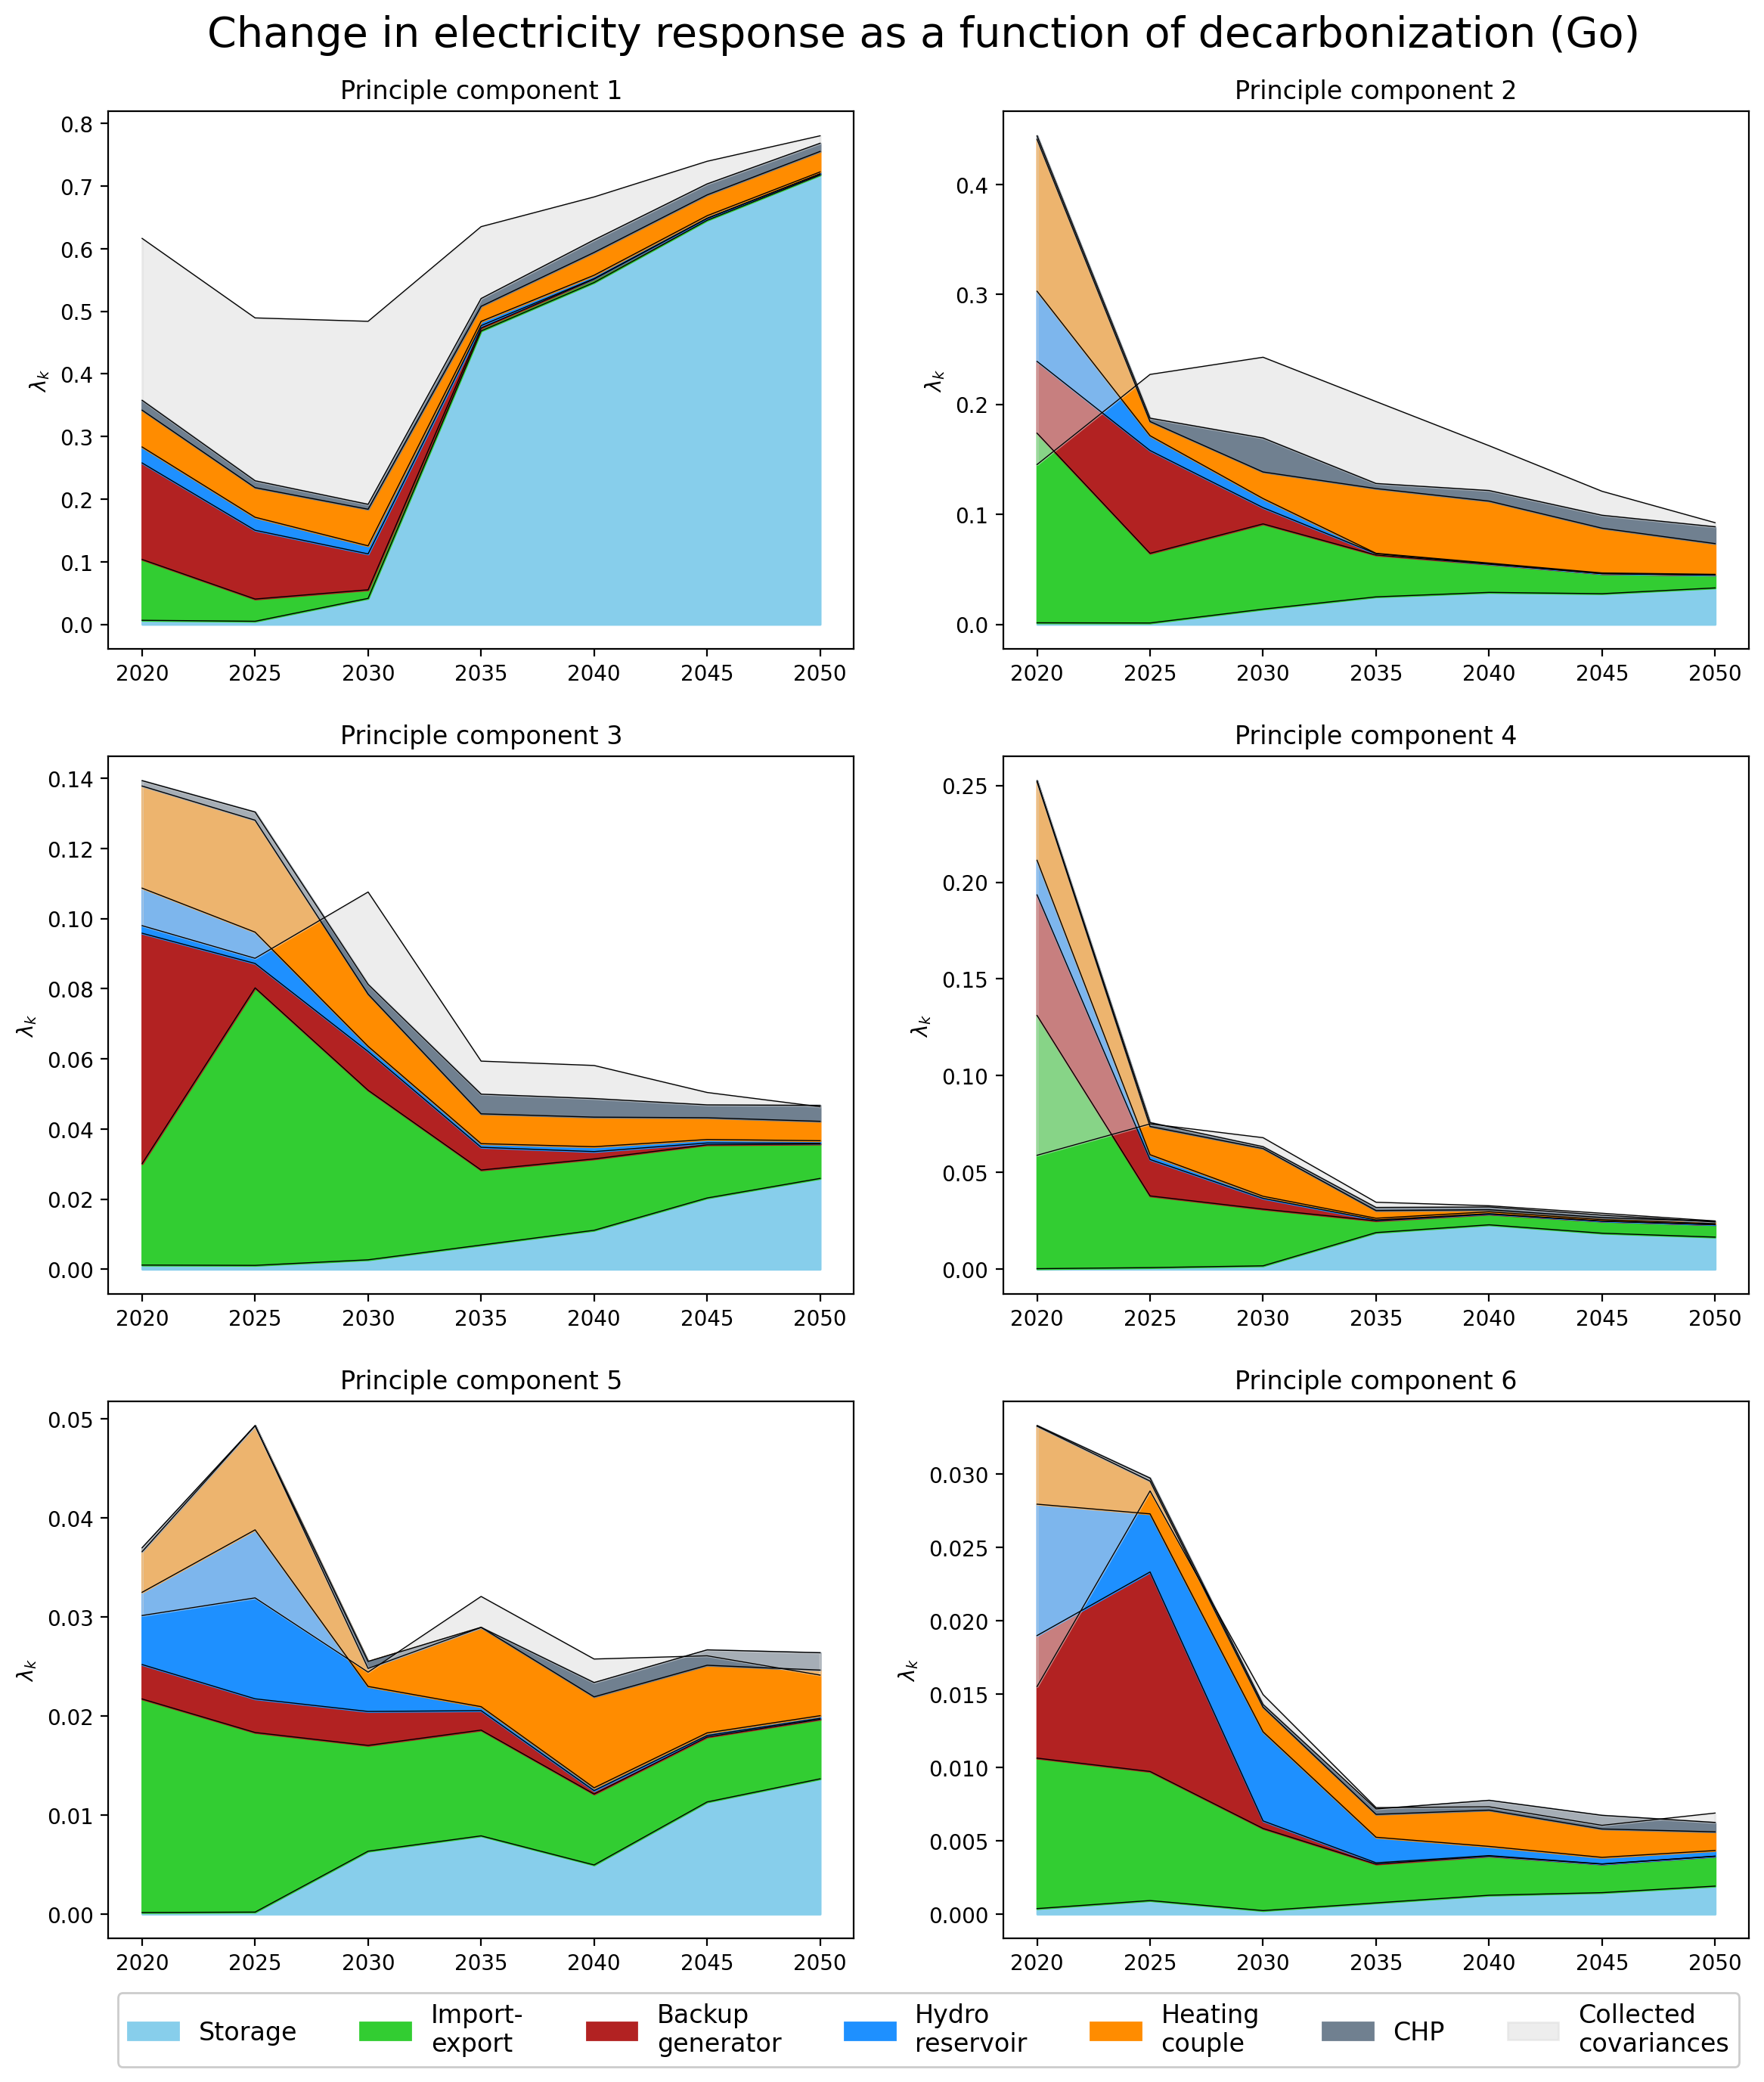 Change in electricity response as a function of decarbonization (Go)
Principle component 1
0.8
0.7
0.6
0.5
0.4
0.3
0.2
0.1
0.0
λk
2020 2025 2030 2035 2040 2045 2050
Principle component 2
0.4
0.3
0.2
0.1
0.0
λk
2020 2025 2030 2035 2040 2045 2050
Principle component 3
0.14
0.12
0.10
0.08
0.06
0.04
0.02
0.00
λk
2020 2025 2030 2035 2040 2045 2050
Principle component 4
0.25
0.20
0.15
0.10
0.05
0.00
λk
2020 2025 2030 2035 2040 2045 2050
Principle component 5
0.05
0.04
0.03
0.02
0.01
0.00
λk
2020 2025 2030 2035 2040 2045 2050
Principle component 6
0.030
0.025
0.020
0.015
0.010
0.005
0.000
λk
2020 2025 2030 2035 2040 2045 2050
Storage
Import-
export
Backup
generator
Hydro
reservoir
Heating
couple
CHP
Collected
covariances